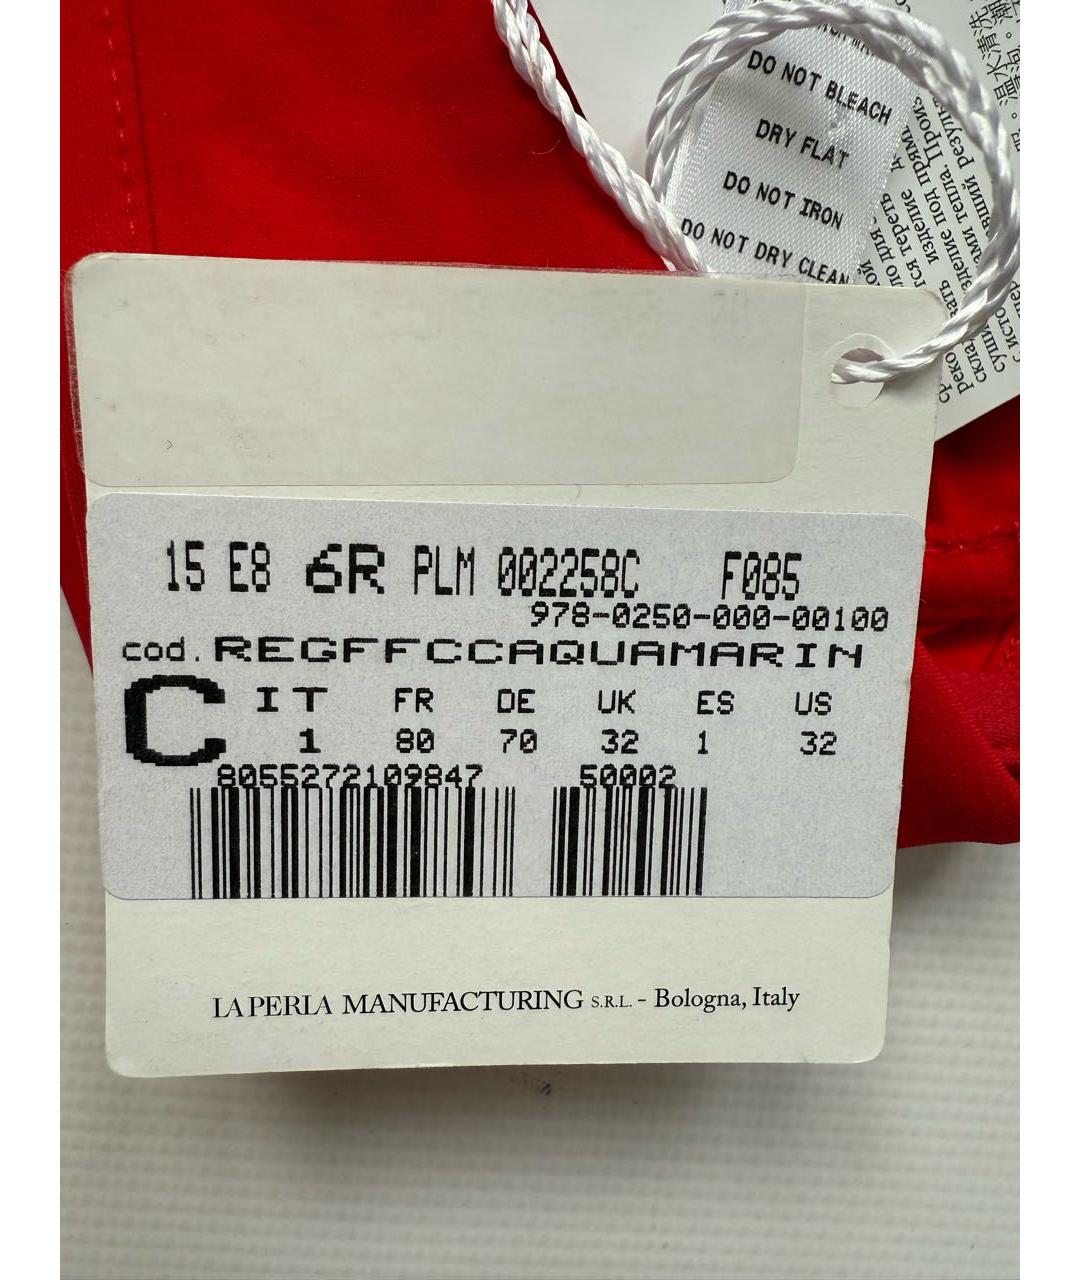 DO NOT BLEACH
DRY FLAT
DO NOT IRON
DO NOT DRY CLEAN
15 E8 6R PLM 002258C F085
978-0250-000-00100
cod. REGFFCCAQUAMARIN
C IT FR DE UK ES US
1 80 70 32 1 32
8055272109847 50002
LA PERLA MANUFACTURING S.R.L. - Bologna, Italy